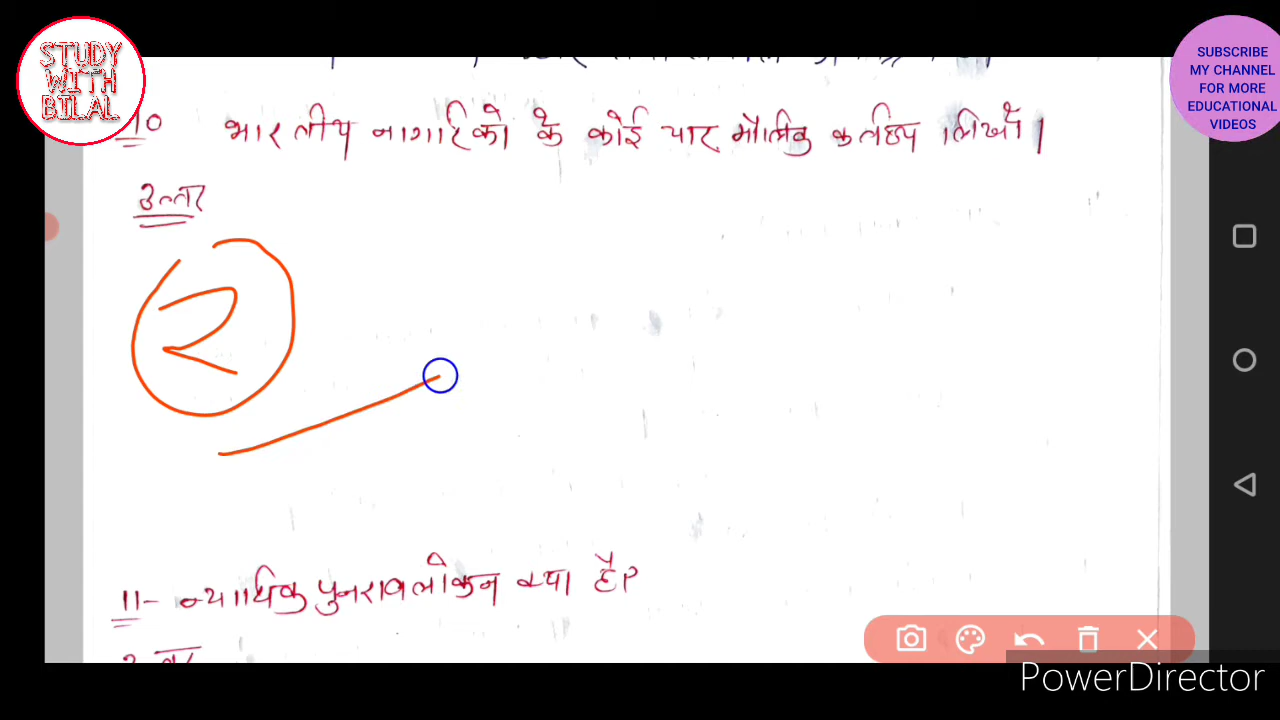 STUDY
WITH
BILAL
SUBSCRIBE
MY CHANNEL
FOR MORE
EDUCATIONAL
VIDEOS
10 भारतीय नागरिको के कोई चार मौलिक कर्तव्य लिखें।
उत्तर
२
11- न्यायिक पुनरावलोकन क्या है?
PowerDirector